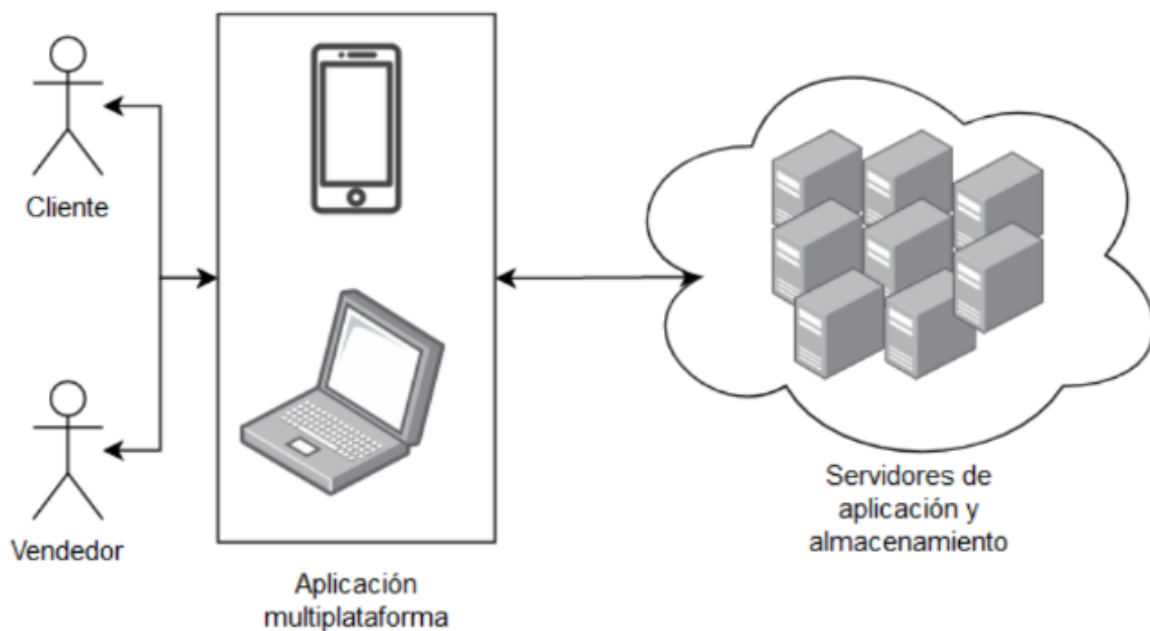 Cliente
Vendedor
Aplicación
multiplataforma
Servidores de
aplicación y
almacenamiento